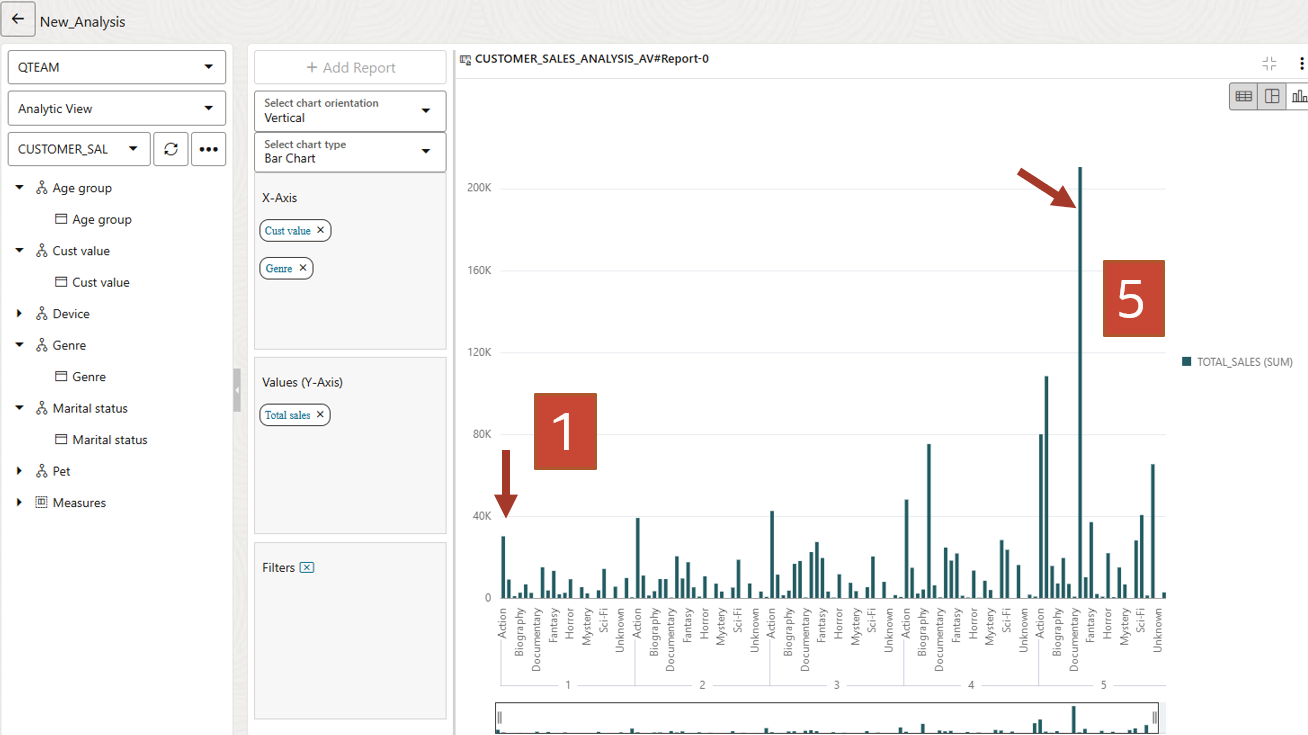 New_Analysis
QTEAM
Analytic View
CUSTOMER_SAL
Age group
Age group
Cust value
Cust value
Device
Genre
Genre
Marital status
Marital status
Pet
Measures
+ Add Report
Select chart orientation
Vertical
Select chart type
Bar Chart
X-Axis
Cust value ×
Genre ×
Values (Y-Axis)
Total sales ×
Filters
CUSTOMER_SALES_ANALYSIS_AV#Report-0
200K
160K
120K
80K
40K
0
5
1
TOTAL_SALES (SUM)
Action Biography Documentary Fantasy Horror Mystery Sci-Fi Unknown Action Biography Documentary Fantasy Horror Mystery Sci-Fi Unknown Action Biography Documentary Fantasy Horror Mystery Sci-Fi Unknown Action Biography Documentary Fantasy Horror Mystery Sci-Fi Unknown Action Biography Documentary Fantasy Horror Mystery Sci-Fi Unknown
1 2 3 4 5